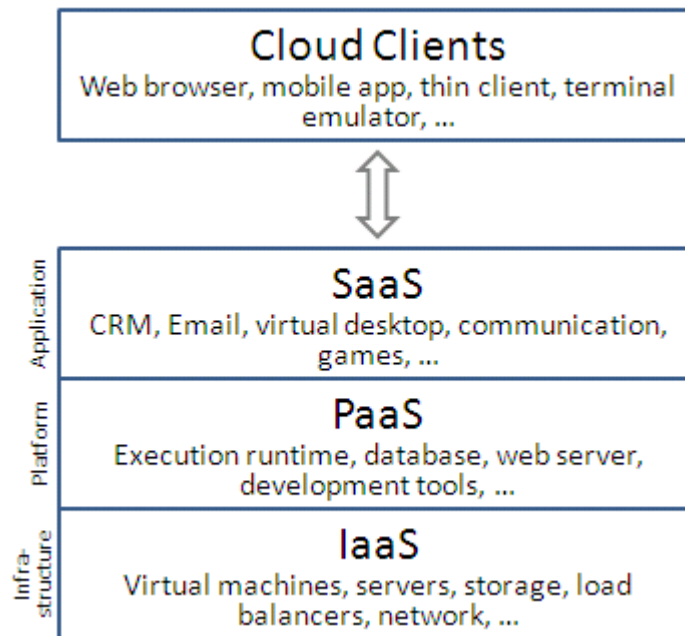 Cloud Clients
Web browser, mobile app, thin client, terminal
emulator, ...
Application
SaaS
CRM, Email, virtual desktop, communication,
games, ...
Platform
PaaS
Execution runtime, database, web server,
development tools, ...
Infra-
structure
IaaS
Virtual machines, servers, storage, load
balancers, network, ...